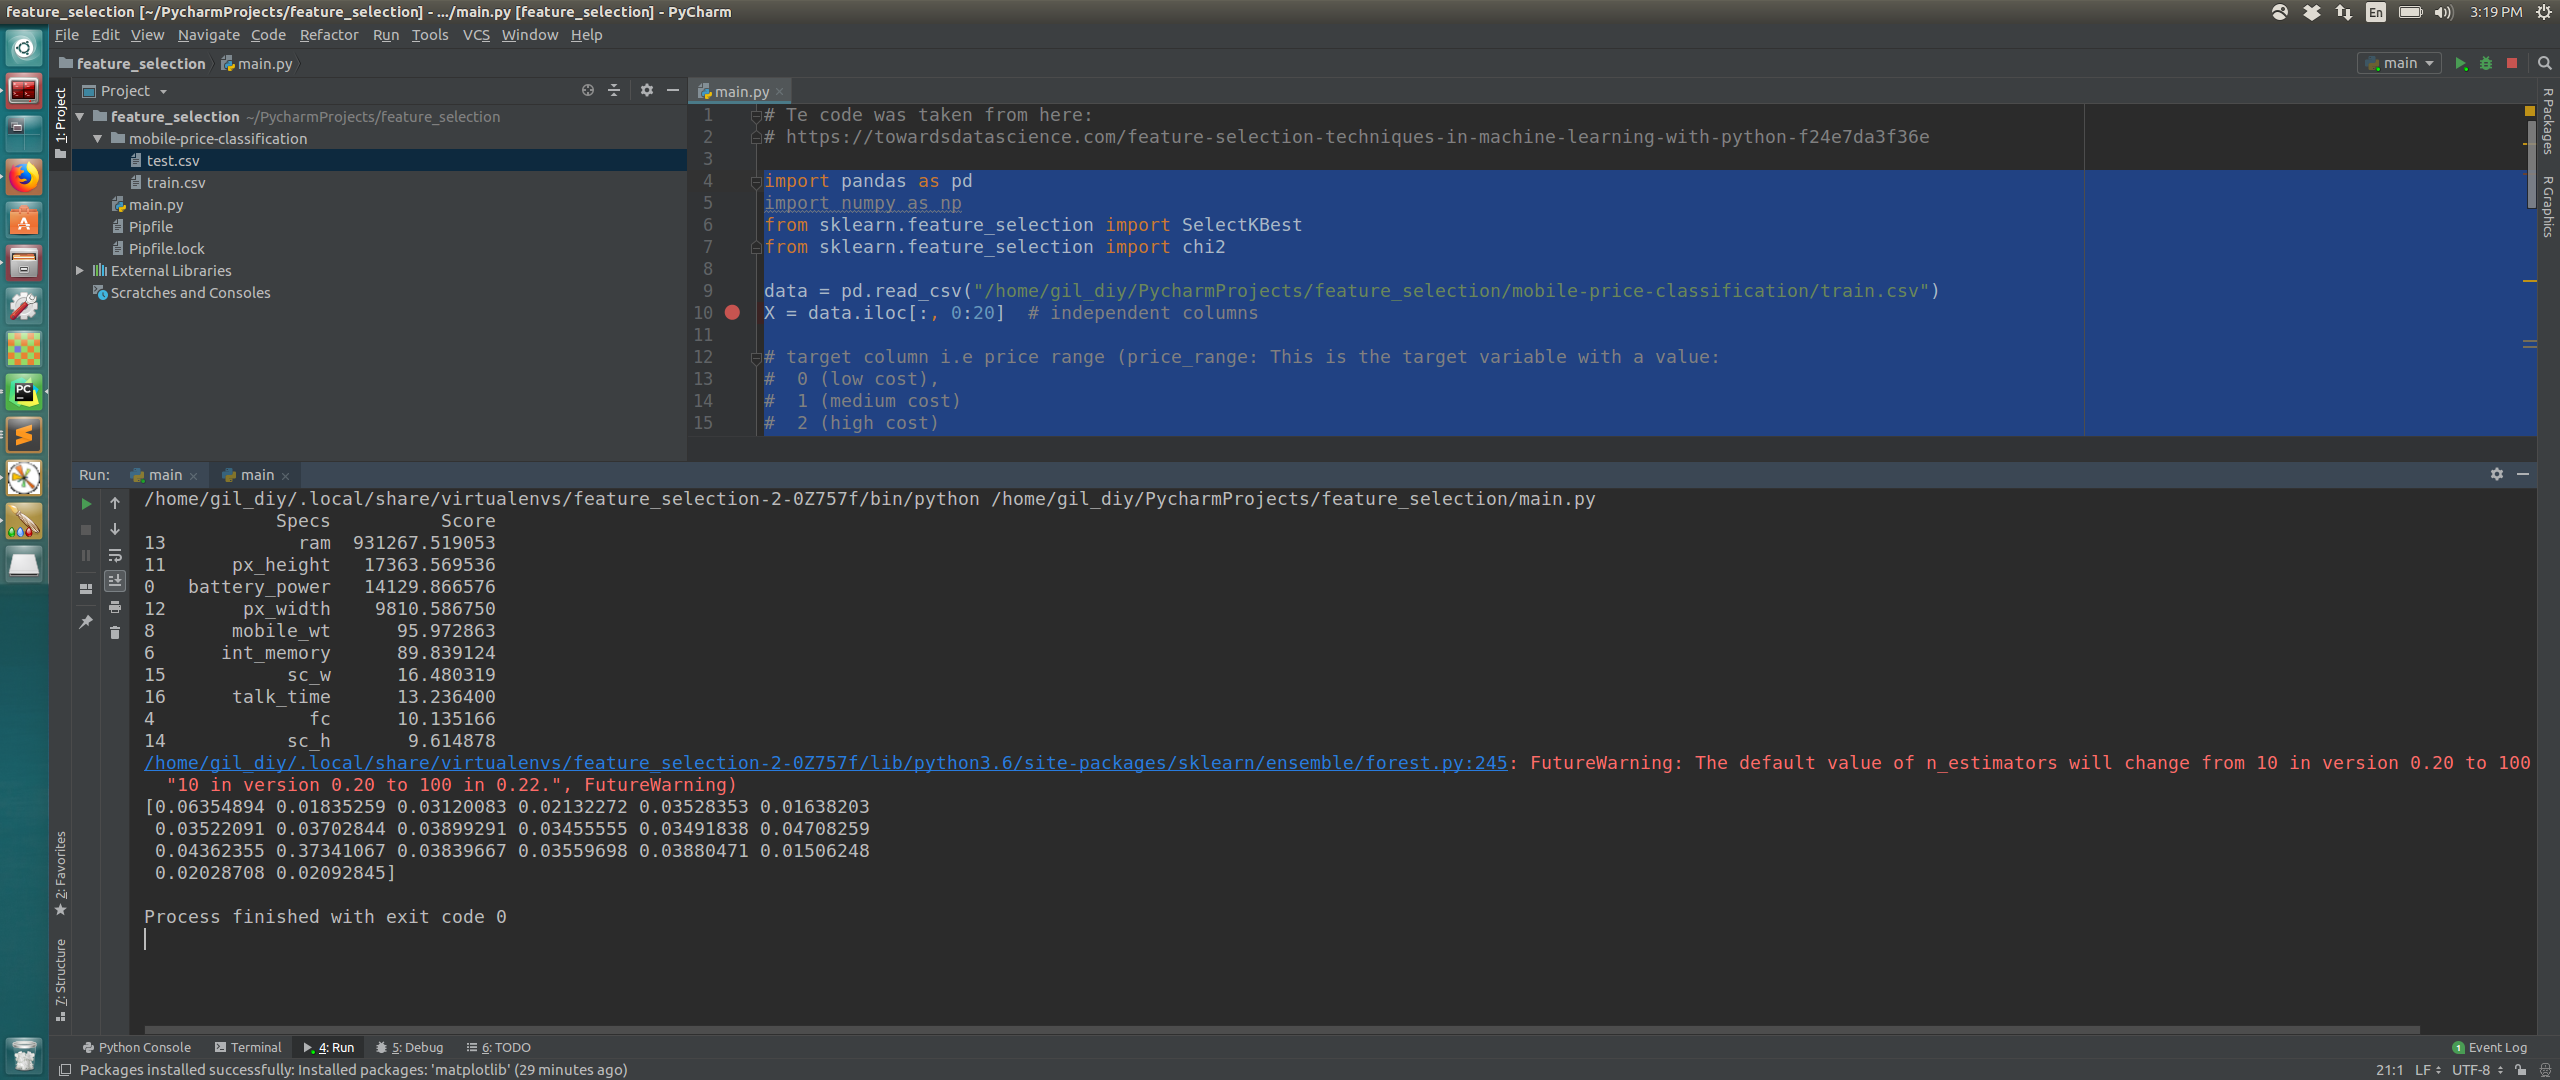 feature_selection [~/PycharmProjects/feature_selection] - .../main.py [feature_selection] - PyCharm
En
3:19 PM
File Edit View Navigate Code Refactor Run Tools VCS Window Help
feature_selection main.py
main
Project
feature_selection ~/PycharmProjects/feature_selection
mobile-price-classification
test.csv
train.csv
main.py
Pipfile
Pipfile.lock
External Libraries
Scratches and Consoles
1: Project
2: Favorites
7: Structure
main.py
1 # Te code was taken from here:
2 # https://towardsdatascience.com/feature-selection-techniques-in-machine-learning-with-python-f24e7da3f36e
3
4 import pandas as pd
5 import numpy as np
6 from sklearn.feature_selection import SelectKBest
7 from sklearn.feature_selection import chi2
8
9 data = pd.read_csv("/home/gil_diy/PycharmProjects/feature_selection/mobile-price-classification/train.csv")
10 X = data.iloc[:, 0:20]  # independent columns
11
12 # target column i.e price range (price_range: This is the target variable with a value:
13 #  0 (low cost),
14 #  1 (medium cost)
15 #  2 (high cost)
R Packages
R Graphics
Run: main main
/home/gil_diy/.local/share/virtualenvs/feature_selection-2-0Z757f/bin/python /home/gil_diy/PycharmProjects/feature_selection/main.py
Specs Score
13 ram 931267.519053
11 px_height 17363.569536
0 battery_power 14129.866576
12 px_width 9810.586750
8 mobile_wt 95.972863
6 int_memory 89.839124
15 sc_w 16.480319
16 talk_time 13.236400
4 fc 10.135166
14 sc_h 9.614878
/home/gil_diy/.local/share/virtualenvs/feature_selection-2-0Z757f/lib/python3.6/site-packages/sklearn/ensemble/forest.py:245: FutureWarning: The default value of n_estimators will change from 10 in version 0.20 to 100
"10 in version 0.20 to 100 in 0.22.", FutureWarning)
[0.06354894 0.01835259 0.03120083 0.02132272 0.03528353 0.01638203
0.03522091 0.03702844 0.03899291 0.03455555 0.03491838 0.04708259
0.04362355 0.37341067 0.03839667 0.03559698 0.03880471 0.01506248
0.02028708 0.02092845]
Process finished with exit code 0
Python Console Terminal 4: Run 5: Debug 6: TODO
1 Event Log
Packages installed successfully: Installed packages: 'matplotlib' (29 minutes ago)
21:1 LF UTF-8